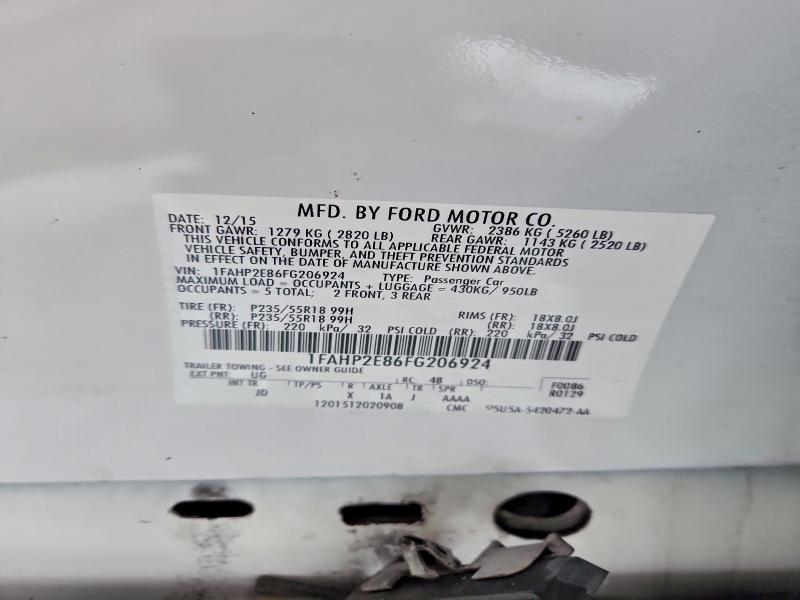 MFD. BY FORD MOTOR CO.
DATE: 12/15 GVWR: 2386 KG ( 5260 LB)
FRONT GAWR: 1279 KG ( 2820 LB) REAR GAWR: 1143 KG ( 2520 LB)
THIS VEHICLE CONFORMS TO ALL APPLICABLE FEDERAL MOTOR
VEHICLE SAFETY, BUMPER, AND THEFT PREVENTION STANDARDS
IN EFFECT ON THE DATE OF MANUFACTURE SHOWN ABOVE.
VIN: 1FAHP2E86FG206924 TYPE: Passenger Car
MAXIMUM LOAD = OCCUPANTS + LUGGAGE = 430KG/ 950LB
OCCUPANTS = 5 TOTAL; 2 FRONT, 3 REAR
TIRE (FR): P235/55R18 99H RIMS (FR): 18X8.0J
(RR): P235/55R18 99H (RR): 18X8.0J
PRESSURE (FR): 220 kPa/ 32 PSI COLD (RR): 220 kPa/ 32 PSI COLD
1FAHP2E86FG206924
TRAILER TOWING - SEE OWNER GUIDE
EXT PNT: UG RC: 48 DSO: F0086
INT TR TP/PS R AXLE TR SPR R0129
JD X 1A J AAAA
1201512020908 CMC 5U5A-5420472-AA